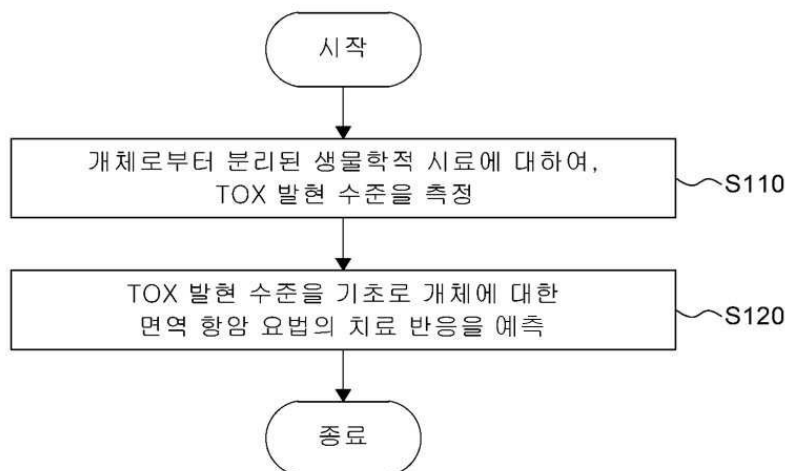 시작
개체로부터 분리된 생물학적 시료에 대하여,
TOX 발현 수준을 측정
S110
TOX 발현 수준을 기초로 개체에 대한
면역 항암 요법의 치료 반응을 예측
S120
종료